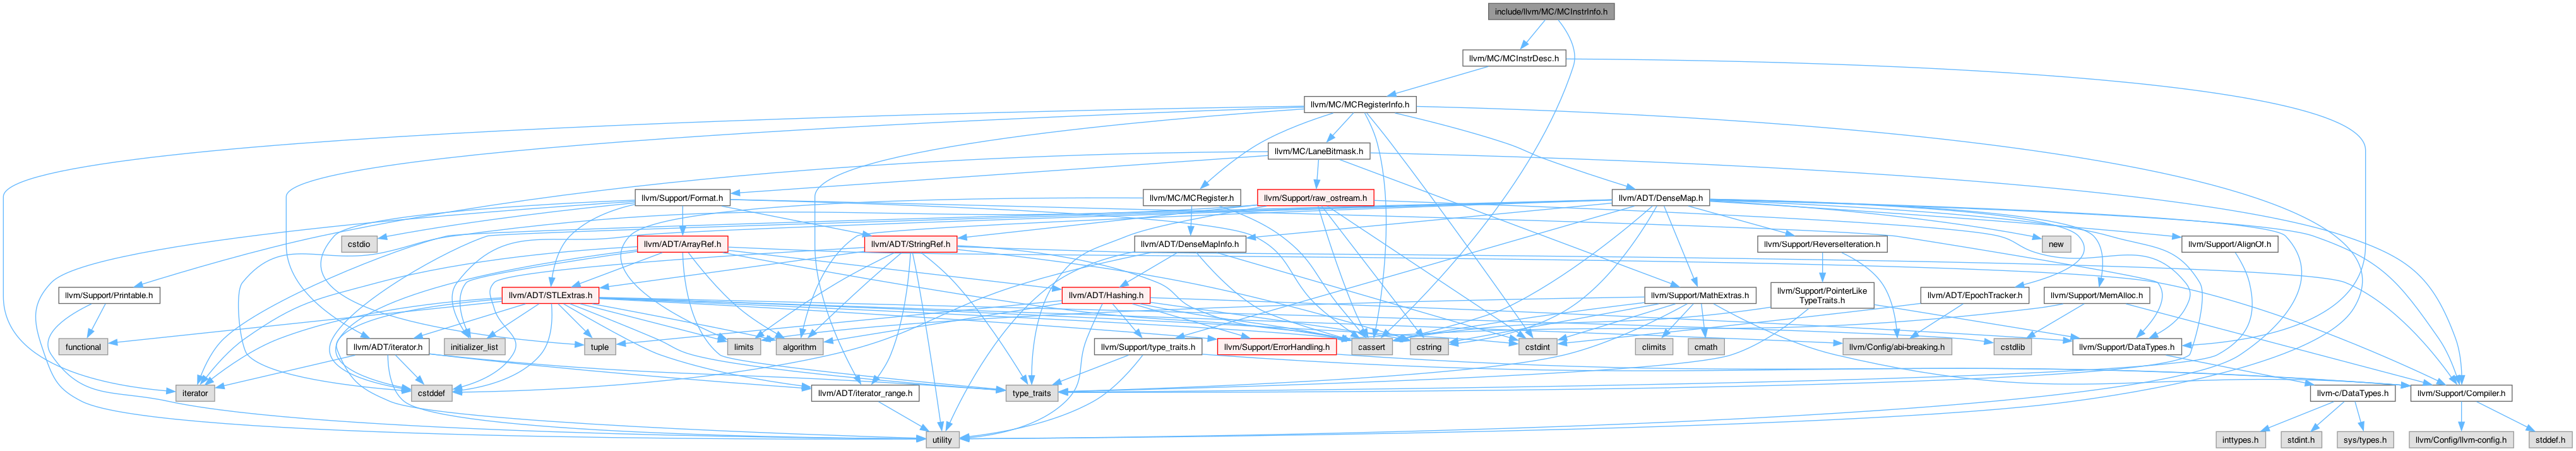 include/llvm/MC/MCInstrInfo.h
llvm/MC/MCInstrDesc.h
llvm/MC/MCRegisterInfo.h
llvm/MC/LaneBitmask.h
llvm/Support/Format.h
llvm/MC/MCRegister.h
llvm/Support/raw_ostream.h
llvm/ADT/DenseMap.h
cstdio
llvm/ADT/ArrayRef.h
llvm/ADT/StringRef.h
llvm/ADT/DenseMapInfo.h
llvm/Support/ReverseIteration.h
new
llvm/Support/AlignOf.h
llvm/Support/Printable.h
llvm/ADT/STLExtras.h
llvm/ADT/Hashing.h
llvm/Support/MathExtras.h
llvm/Support/PointerLike
TypeTraits.h
llvm/ADT/EpochTracker.h
llvm/Support/MemAlloc.h
functional
llvm/ADT/iterator.h
initializer_list
tuple
limits
algorithm
llvm/Support/type_traits.h
llvm/Support/ErrorHandling.h
cassert
cstring
cstdint
climits
cmath
llvm/Config/abi-breaking.h
cstdlib
llvm/Support/DataTypes.h
iterator
cstddef
llvm/ADT/iterator_range.h
type_traits
llvm-c/DataTypes.h
llvm/Support/Compiler.h
utility
inttypes.h
stdint.h
sys/types.h
llvm/Config/llvm-config.h
stddef.h